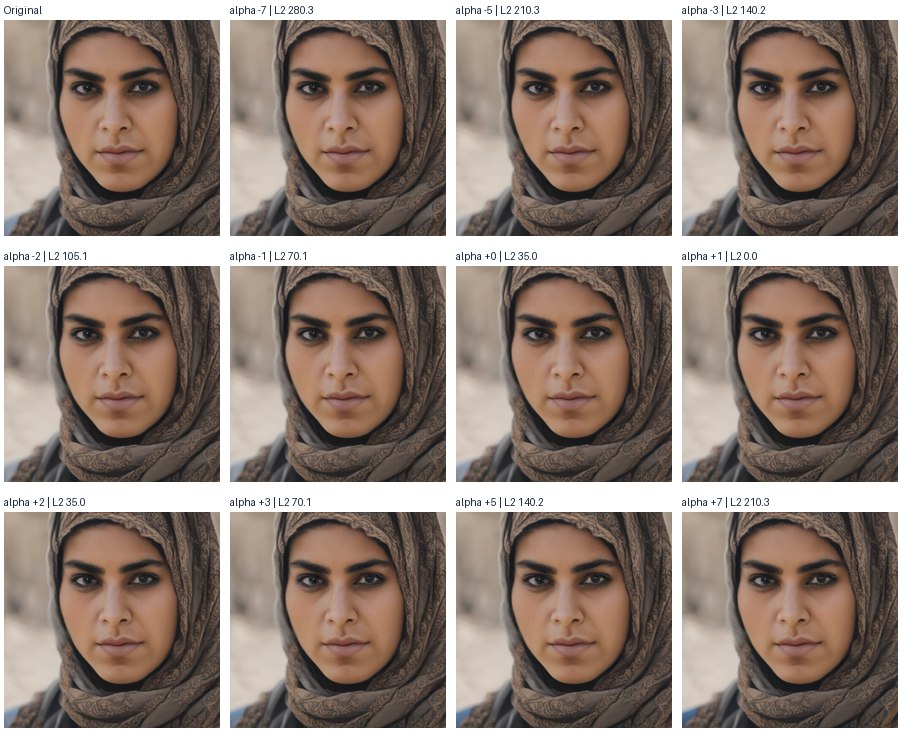 Original
alpha -7 | L2 280.3
alpha -5 | L2 210.3
alpha -3 | L2 140.2
alpha -2 | L2 105.1
alpha -1 | L2 70.1
alpha +0 | L2 35.0
alpha +1 | L2 0.0
alpha +2 | L2 35.0
alpha +3 | L2 70.1
alpha +5 | L2 140.2
alpha +7 | L2 210.3